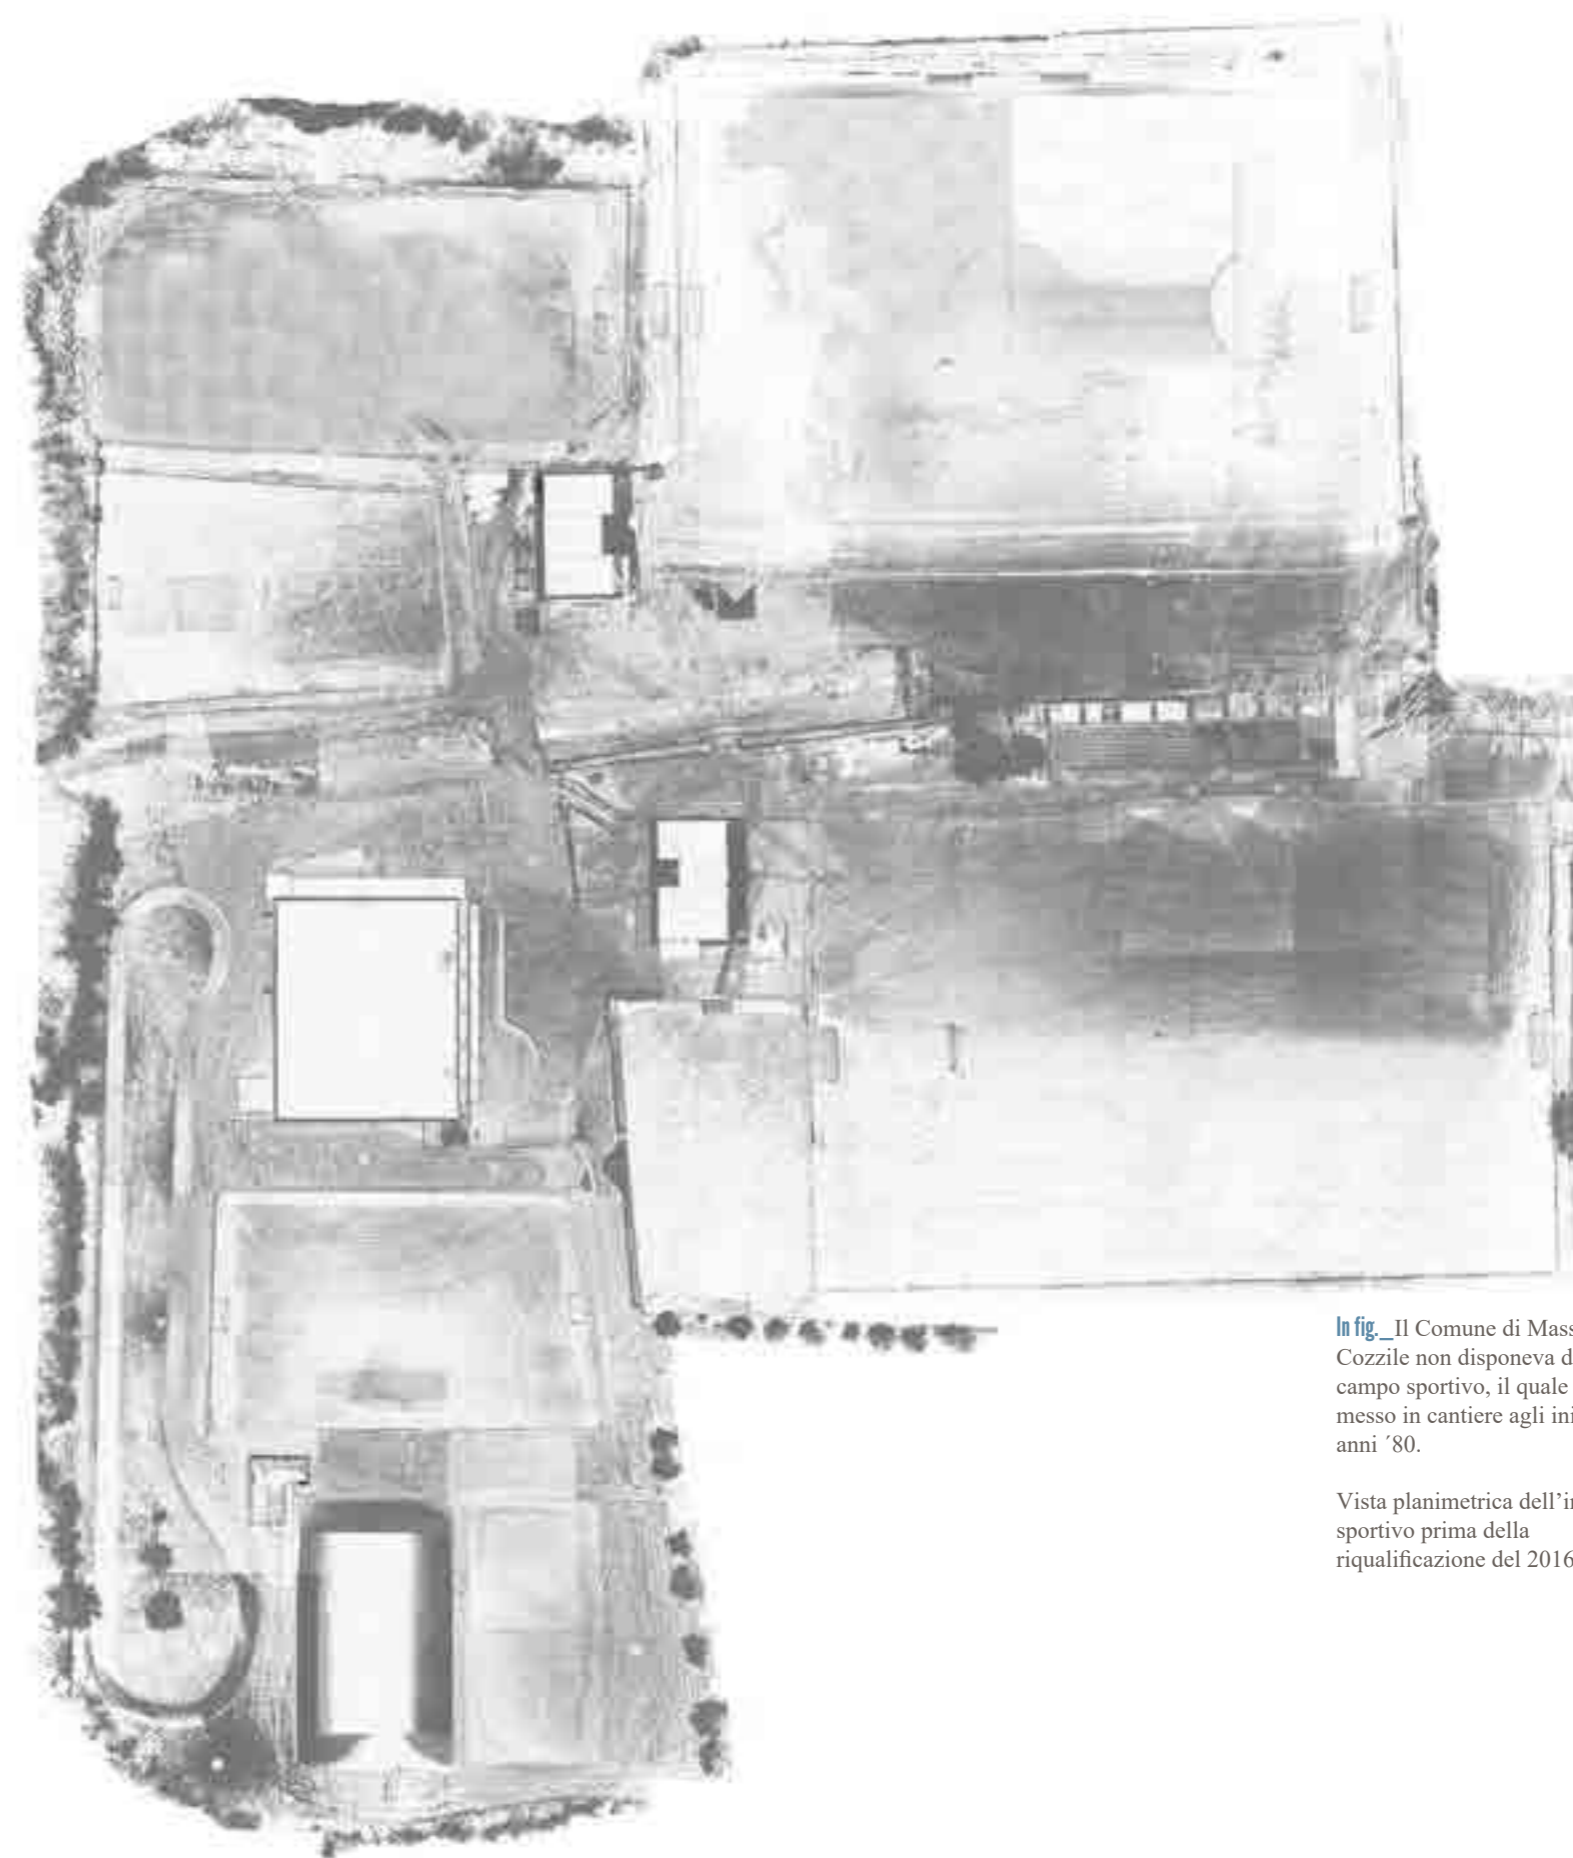 In fig._Il Comune di Mass
Cozzile non disponeva d
campo sportivo, il quale
messo in cantiere agli ini
anni ´80.
Vista planimetrica dell’i
sportivo prima della
riqualificazione del 2016